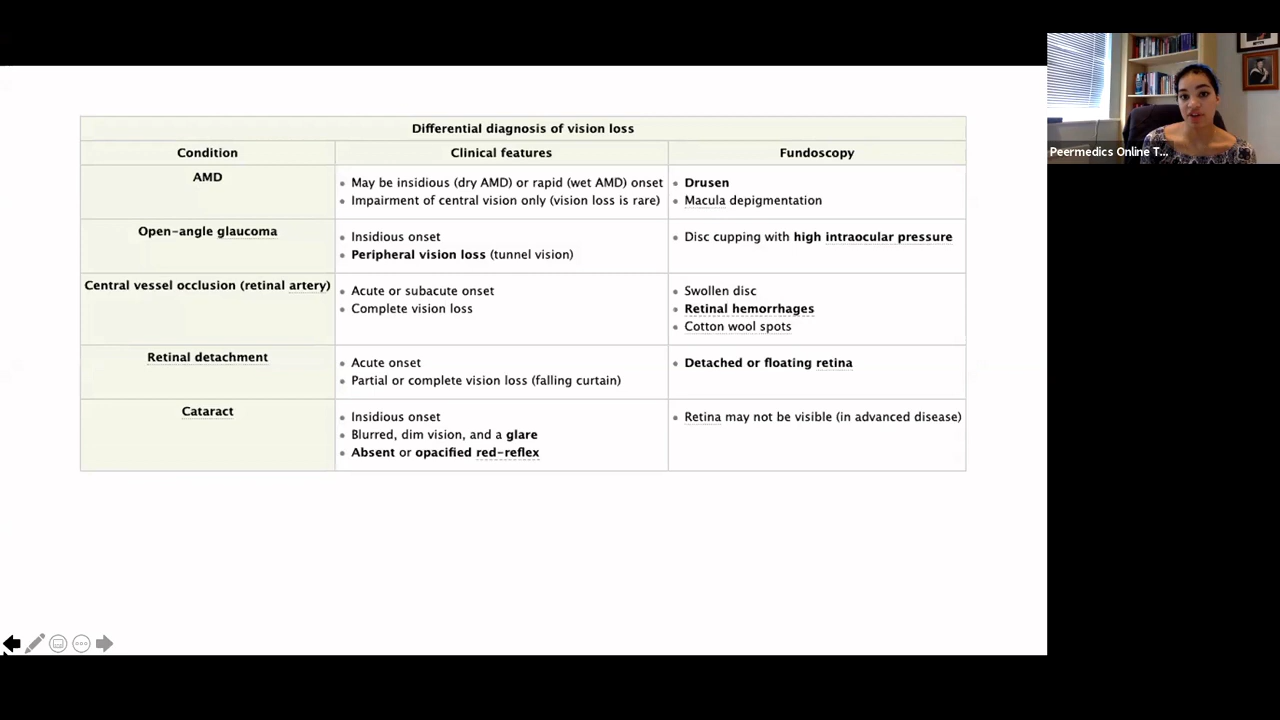 Differential diagnosis of vision loss
Condition
Clinical features
Fundoscopy
AMD
May be insidious (dry AMD) or rapid (wet AMD) onset
Impairment of central vision only (vision loss is rare)
Drusen
Macula depigmentation
Open-angle glaucoma
Insidious onset
Peripheral vision loss (tunnel vision)
Disc cupping with high intraocular pressure
Central vessel occlusion (retinal artery)
Acute or subacute onset
Complete vision loss
Swollen disc
Retinal hemorrhages
Cotton wool spots
Retinal detachment
Acute onset
Partial or complete vision loss (falling curtain)
Detached or floating retina
Cataract
Insidious onset
Blurred, dim vision, and a glare
Absent or opacified red-reflex
Retina may not be visible (in advanced disease)
Peermedics Online T...